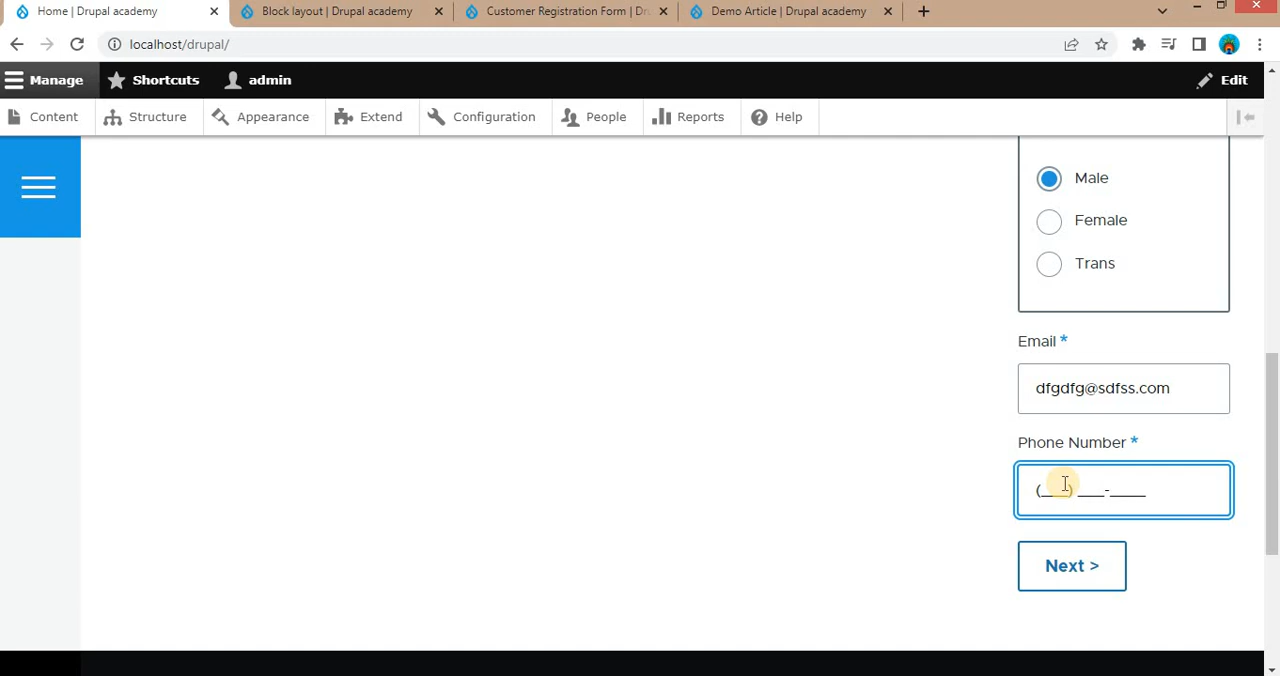 Home | Drupal academy
Block layout | Drupal academy
Customer Registration Form | Dru
Demo Article | Drupal academy
localhost/drupal/
Manage
Shortcuts
admin
Edit
Content
Structure
Appearance
Extend
Configuration
People
Reports
Help
Male
Female
Trans
Email *
dfgdfg@sdfss.com
Phone Number *
(___) ___-____
Next >